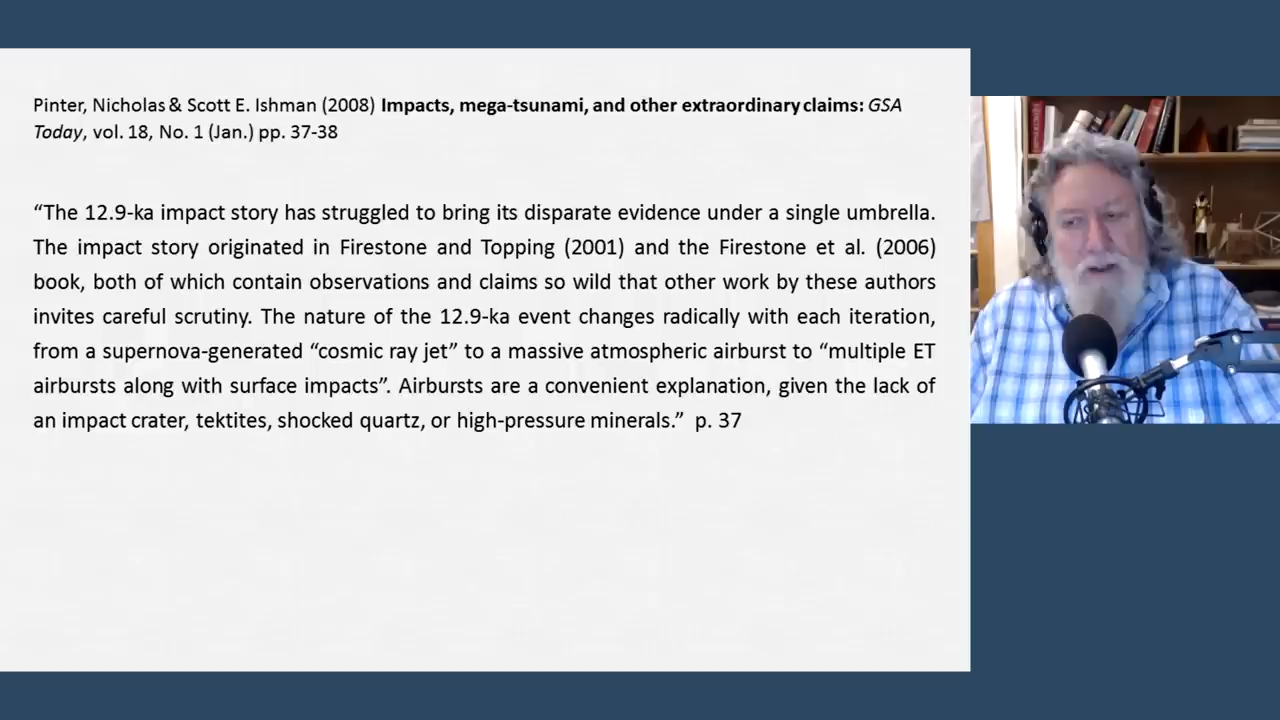 Pinter, Nicholas & Scott E. Ishman (2008) Impacts, mega-tsunami, and other extraordinary claims: GSA
Today, vol. 18, No. 1 (Jan.) pp. 37-38
“The 12.9-ka impact story has struggled to bring its disparate evidence under a single umbrella.
The impact story originated in Firestone and Topping (2001) and the Firestone et al. (2006)
book, both of which contain observations and claims so wild that other work by these authors
invites careful scrutiny. The nature of the 12.9-ka event changes radically with each iteration,
from a supernova-generated “cosmic ray jet” to a massive atmospheric airburst to “multiple ET
airbursts along with surface impacts”. Airbursts are a convenient explanation, given the lack of
an impact crater, tektites, shocked quartz, or high-pressure minerals.” p. 37